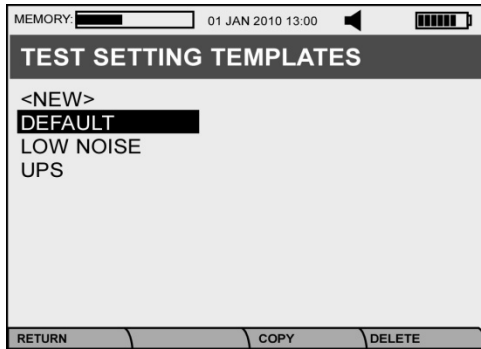 MEMORY: 01 JAN 2010 13:00
TEST SETTING TEMPLATES
<NEW>
DEFAULT
LOW NOISE
UPS
RETURN COPY DELETE